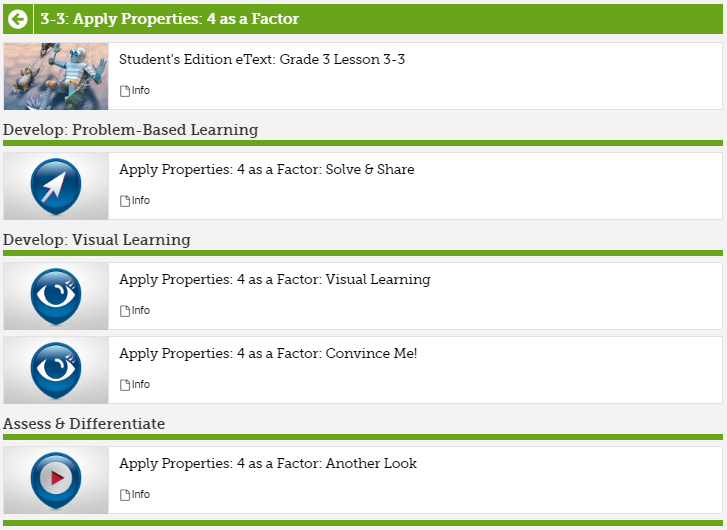 3-3: Apply Properties: 4 as a Factor
Student's Edition eText: Grade 3 Lesson 3-3
Info
Develop: Problem-Based Learning
Apply Properties: 4 as a Factor: Solve & Share
Info
Develop: Visual Learning
Apply Properties: 4 as a Factor: Visual Learning
Info
Apply Properties: 4 as a Factor: Convince Me!
Info
Assess & Differentiate
Apply Properties: 4 as a Factor: Another Look
Info